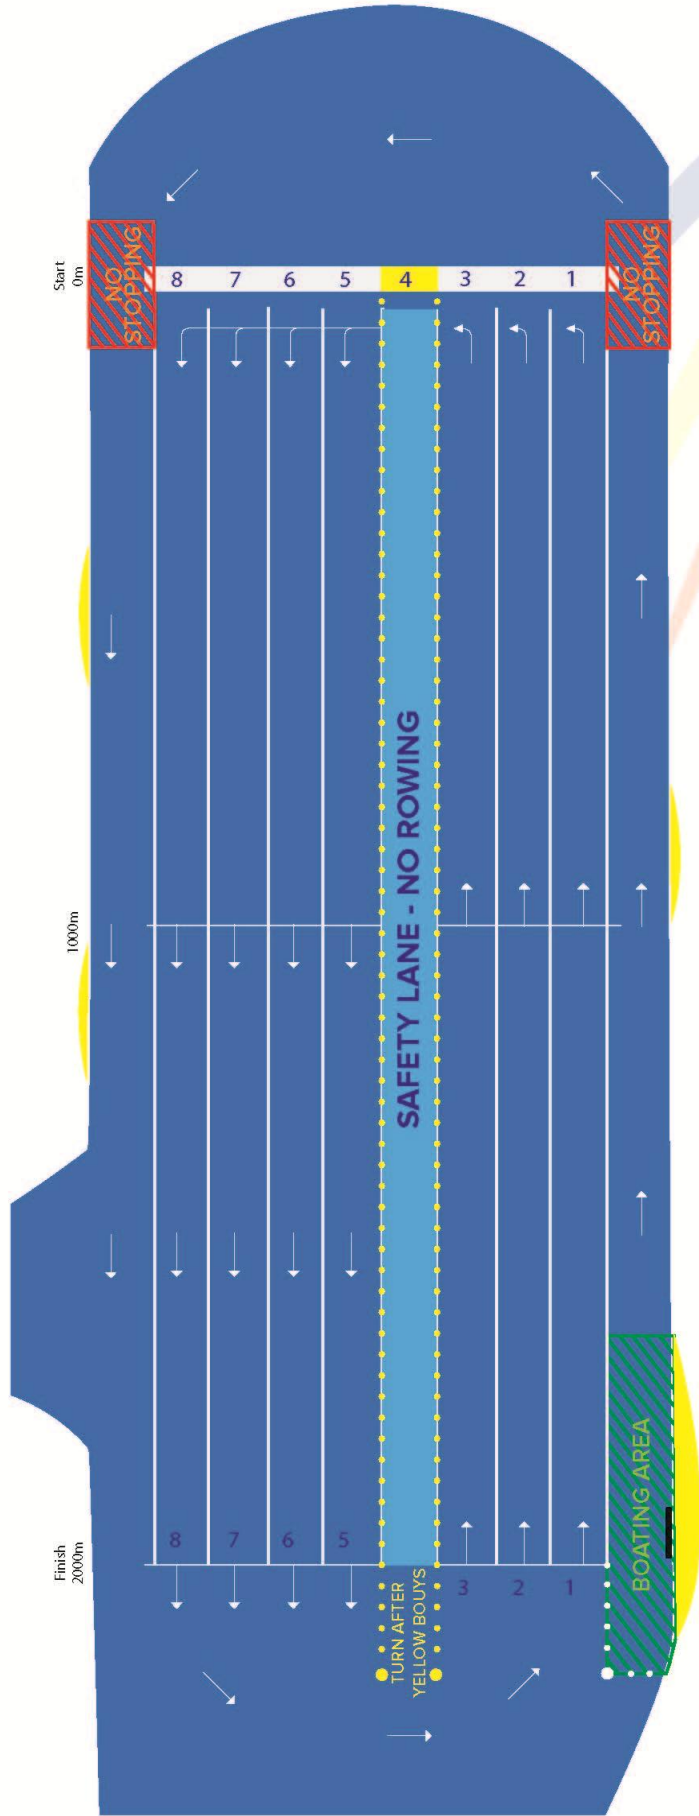 Start
0m
NO
STOPPING
8
7
6
5
4
3
2
1
NO
STOPPING
SAFETY LANE - NO ROWING
1000m
Finish
2000m
8
7
6
5
TURN AFTER
YELLOW BOUYS
3
2
1
BOATING AREA